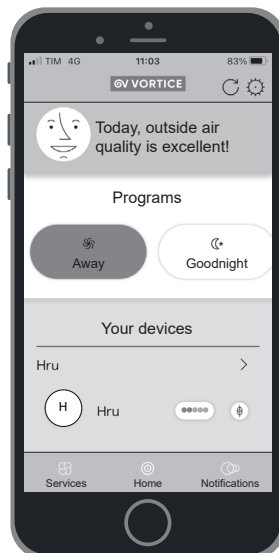 TIM 4G 11:03 83%
VORTICE
Today, outside air
quality is excellent!
Programs
Away Goodnight
Your devices
Hru
H Hru
Services Home Notifications